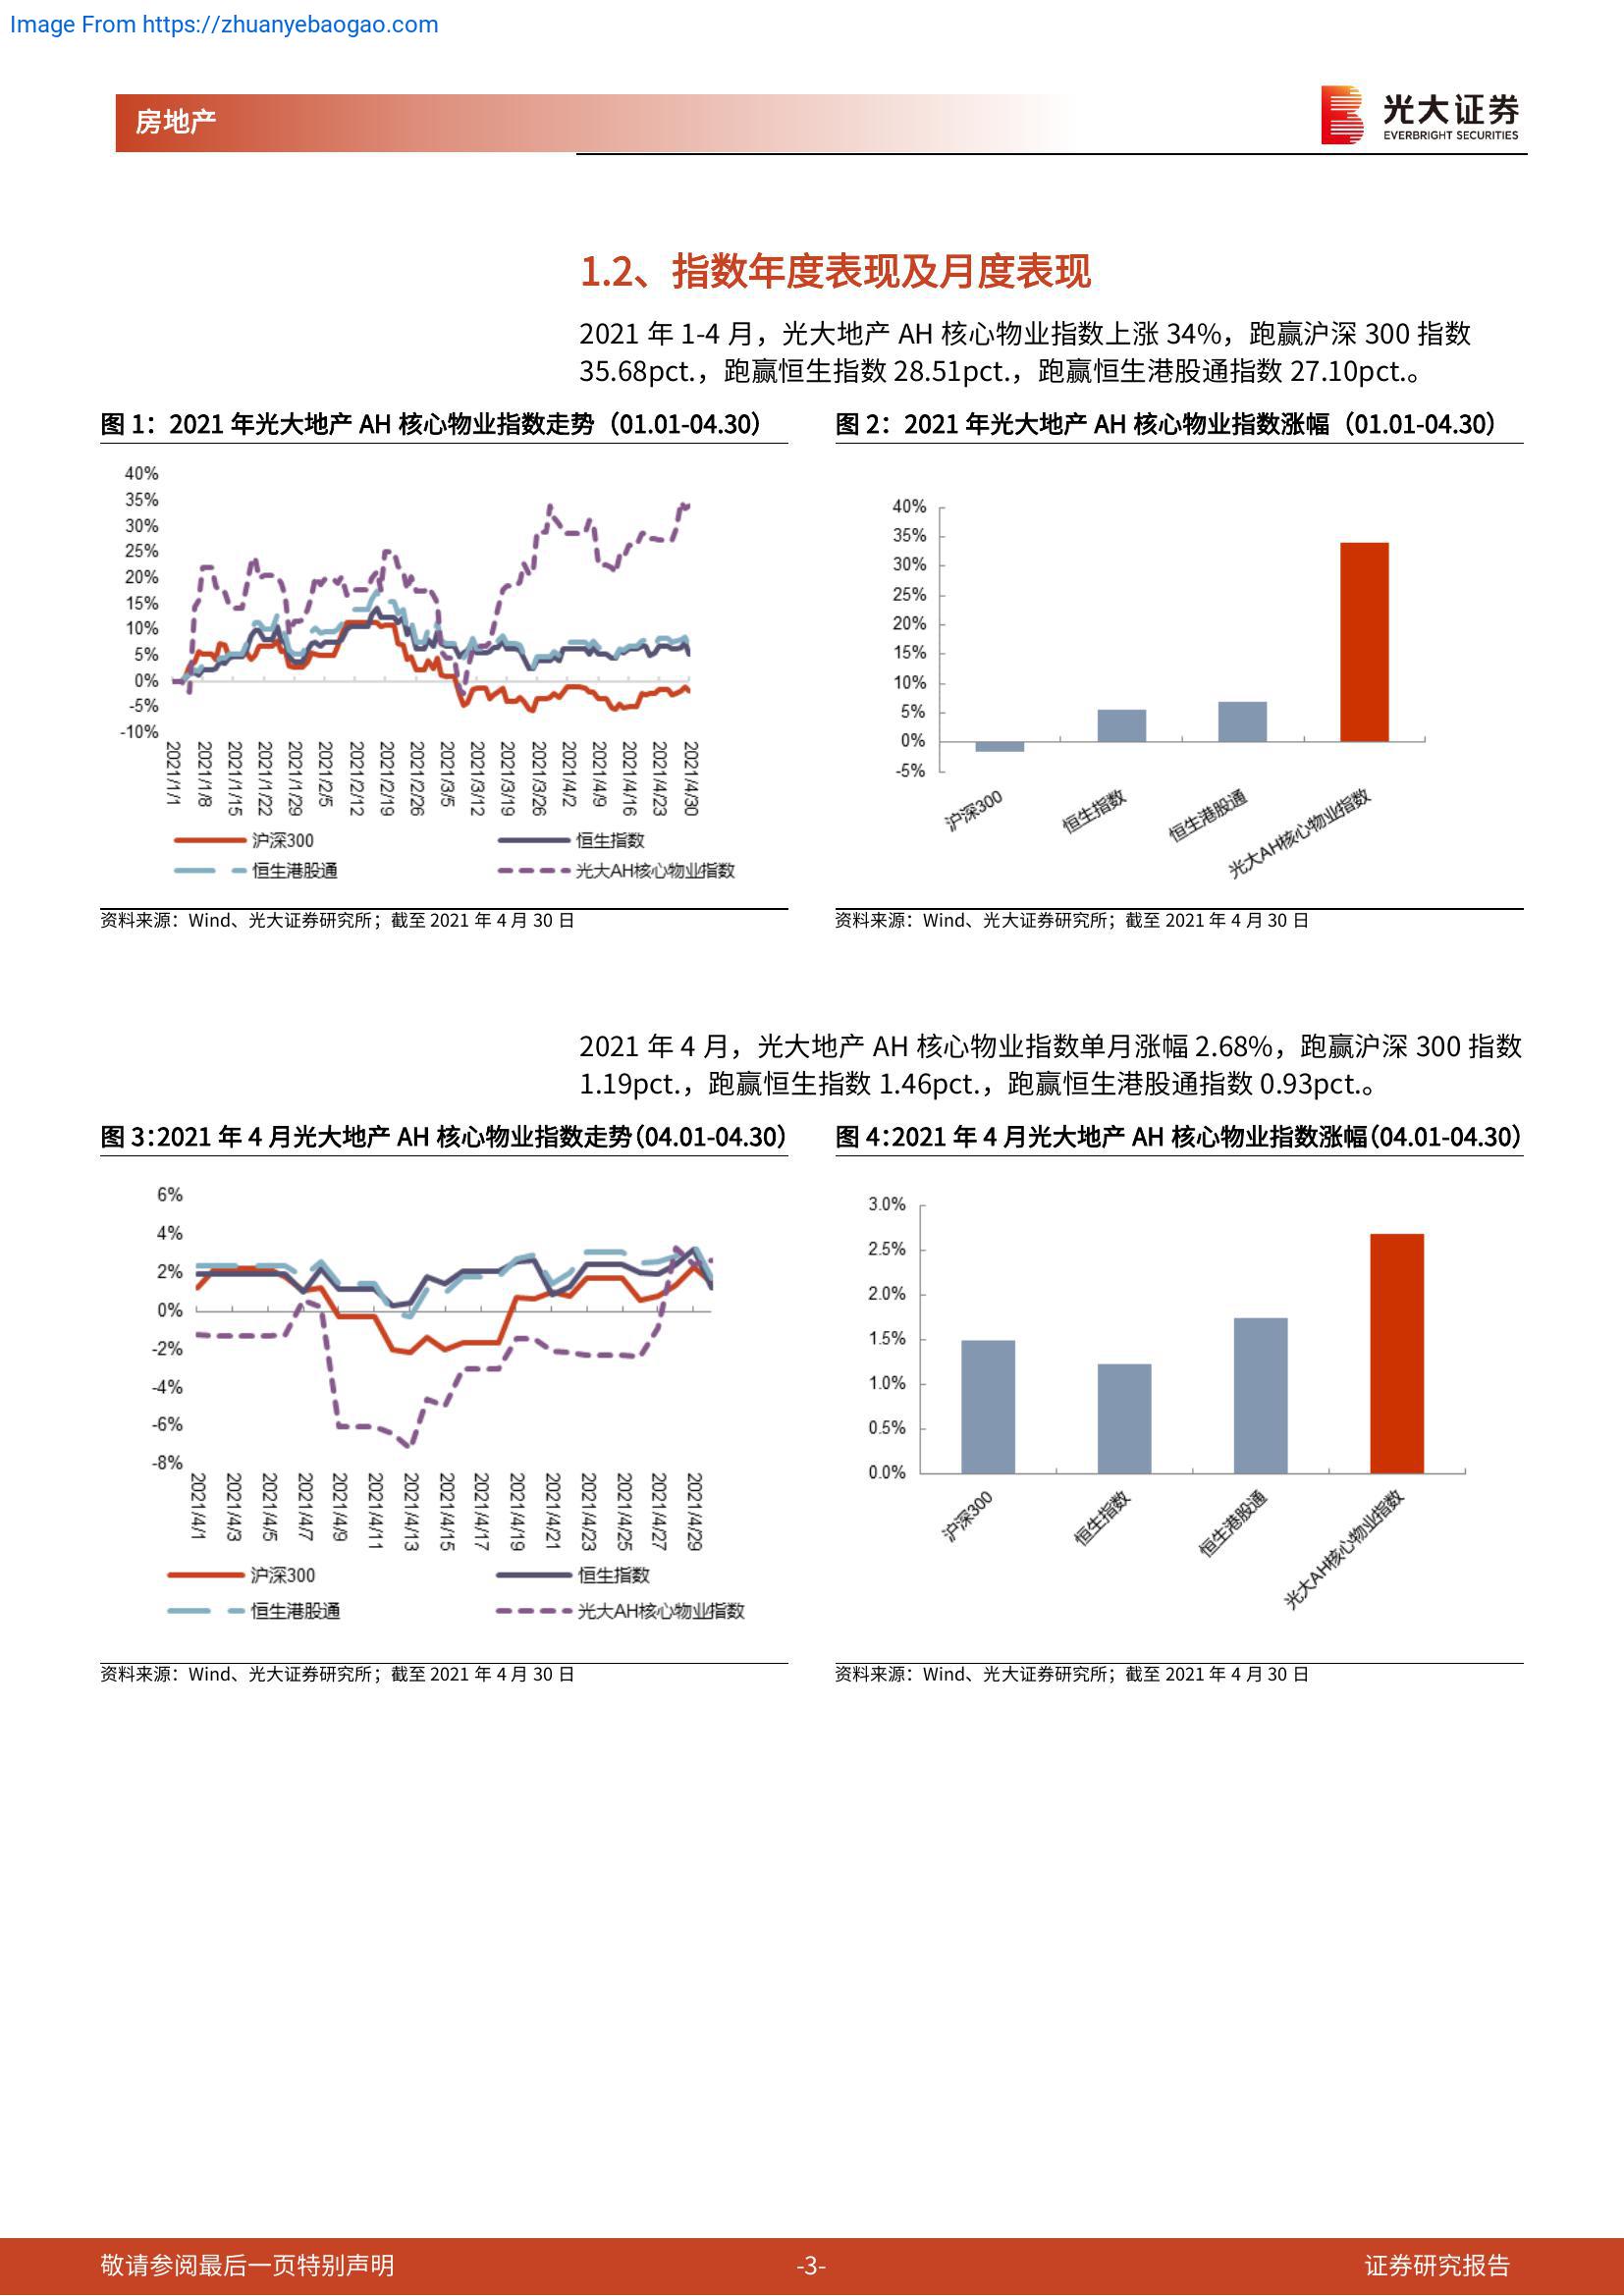 Image From https://zhuanyebaogao.com
房地产
光大证券
EVERBRIGHT SECURITIES
1.2、指数年度表现及月度表现
2021 年 1-4 月，光大地产 AH 核心物业指数上涨 34%，跑赢沪深 300 指数
35.68pct.，跑赢恒生指数 28.51pct.，跑赢恒生港股通指数 27.10pct.。
图 1：2021 年光大地产 AH 核心物业指数走势（01.01-04.30）
40%
35%
30%
25%
20%
15%
10%
5%
0%
-5%
-10%
2021/1/1
2021/1/8
2021/1/15
2021/1/22
2021/1/29
2021/2/5
2021/2/12
2021/2/19
2021/2/26
2021/3/5
2021/3/12
2021/3/19
2021/3/26
2021/4/2
2021/4/9
2021/4/16
2021/4/23
2021/4/30
沪深300
恒生指数
恒生港股通
光大AH核心物业指数
资料来源：Wind、光大证券研究所；截至 2021 年 4 月 30 日
图 2：2021 年光大地产 AH 核心物业指数涨幅（01.01-04.30）
40%
35%
30%
25%
20%
15%
10%
5%
0%
-5%
沪深300
恒生指数
恒生港股通
光大AH核心物业指数
资料来源：Wind、光大证券研究所；截至 2021 年 4 月 30 日
2021 年 4 月，光大地产 AH 核心物业指数单月涨幅 2.68%，跑赢沪深 300 指数
1.19pct.，跑赢恒生指数 1.46pct.，跑赢恒生港股通指数 0.93pct.。
图 3：2021 年 4 月光大地产 AH 核心物业指数走势（04.01-04.30）
6%
4%
2%
0%
-2%
-4%
-6%
-8%
2021/4/1
2021/4/3
2021/4/5
2021/4/7
2021/4/9
2021/4/11
2021/4/13
2021/4/15
2021/4/17
2021/4/19
2021/4/21
2021/4/23
2021/4/25
2021/4/27
2021/4/29
沪深300
恒生指数
恒生港股通
光大AH核心物业指数
资料来源：Wind、光大证券研究所；截至 2021 年 4 月 30 日
图 4：2021 年 4 月光大地产 AH 核心物业指数涨幅（04.01-04.30）
3.0%
2.5%
2.0%
1.5%
1.0%
0.5%
0.0%
沪深300
恒生指数
恒生港股通
光大AH核心物业指数
资料来源：Wind、光大证券研究所；截至 2021 年 4 月 30 日
敬请参阅最后一页特别声明
-3-
证券研究报告